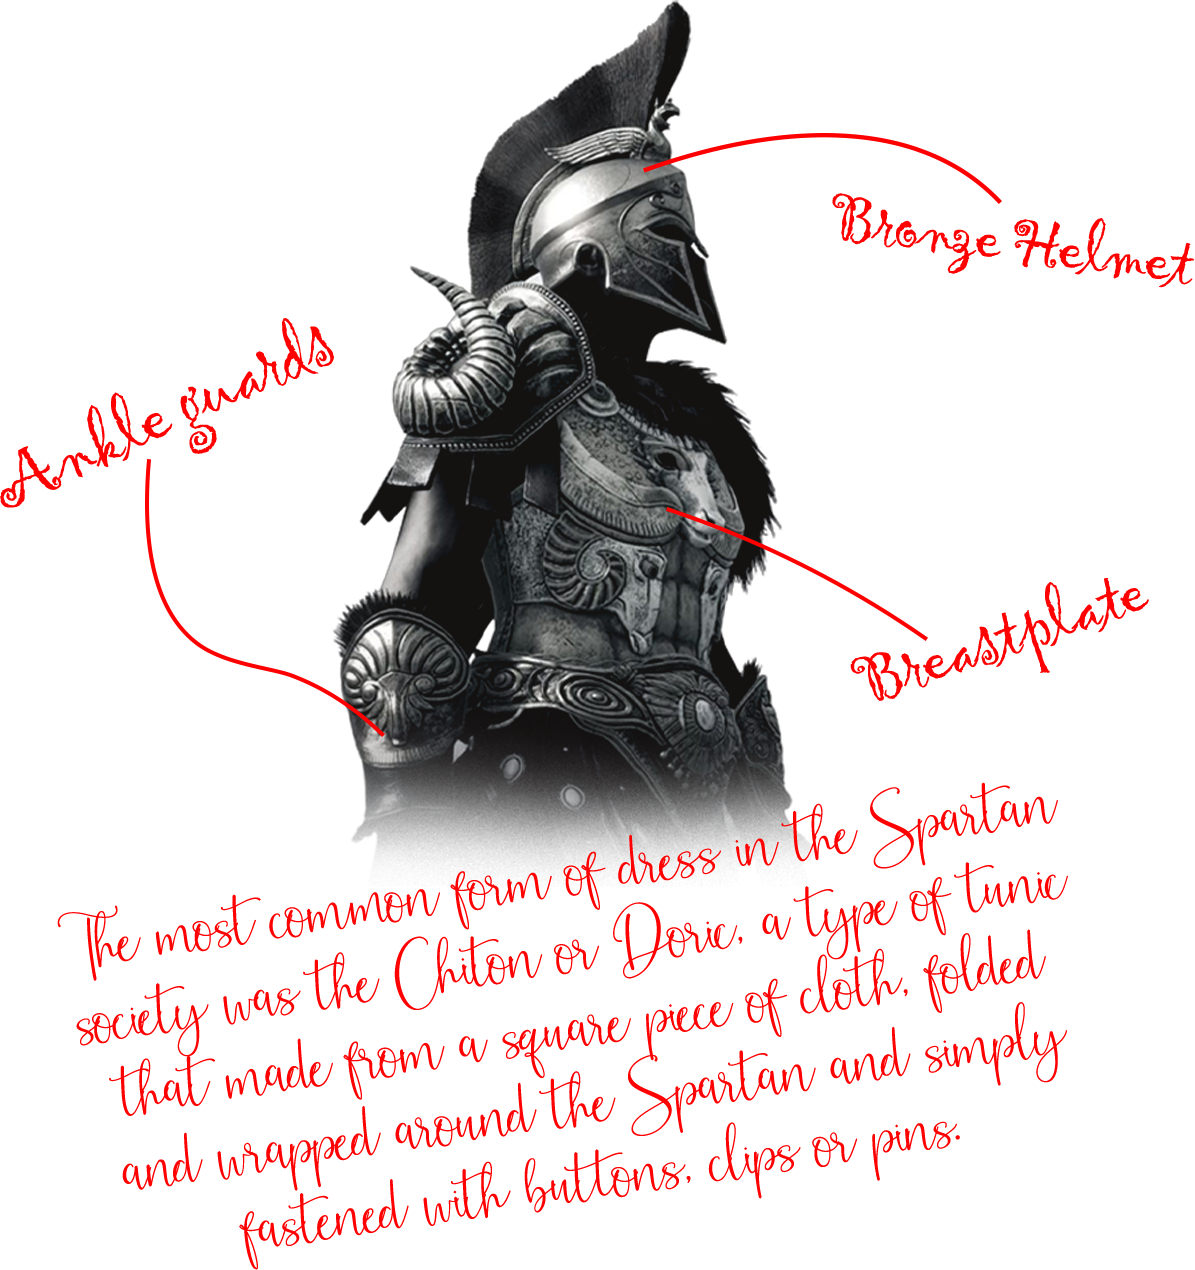 Bronze Helmet
Ankle guards
Breastplate
The most common form of dress in the Spartan
society was the Chiton or Doric, a type of tunic
that made from a square piece of cloth, folded
and wrapped around the Spartan and simply
fastened with buttons, clips or pins.